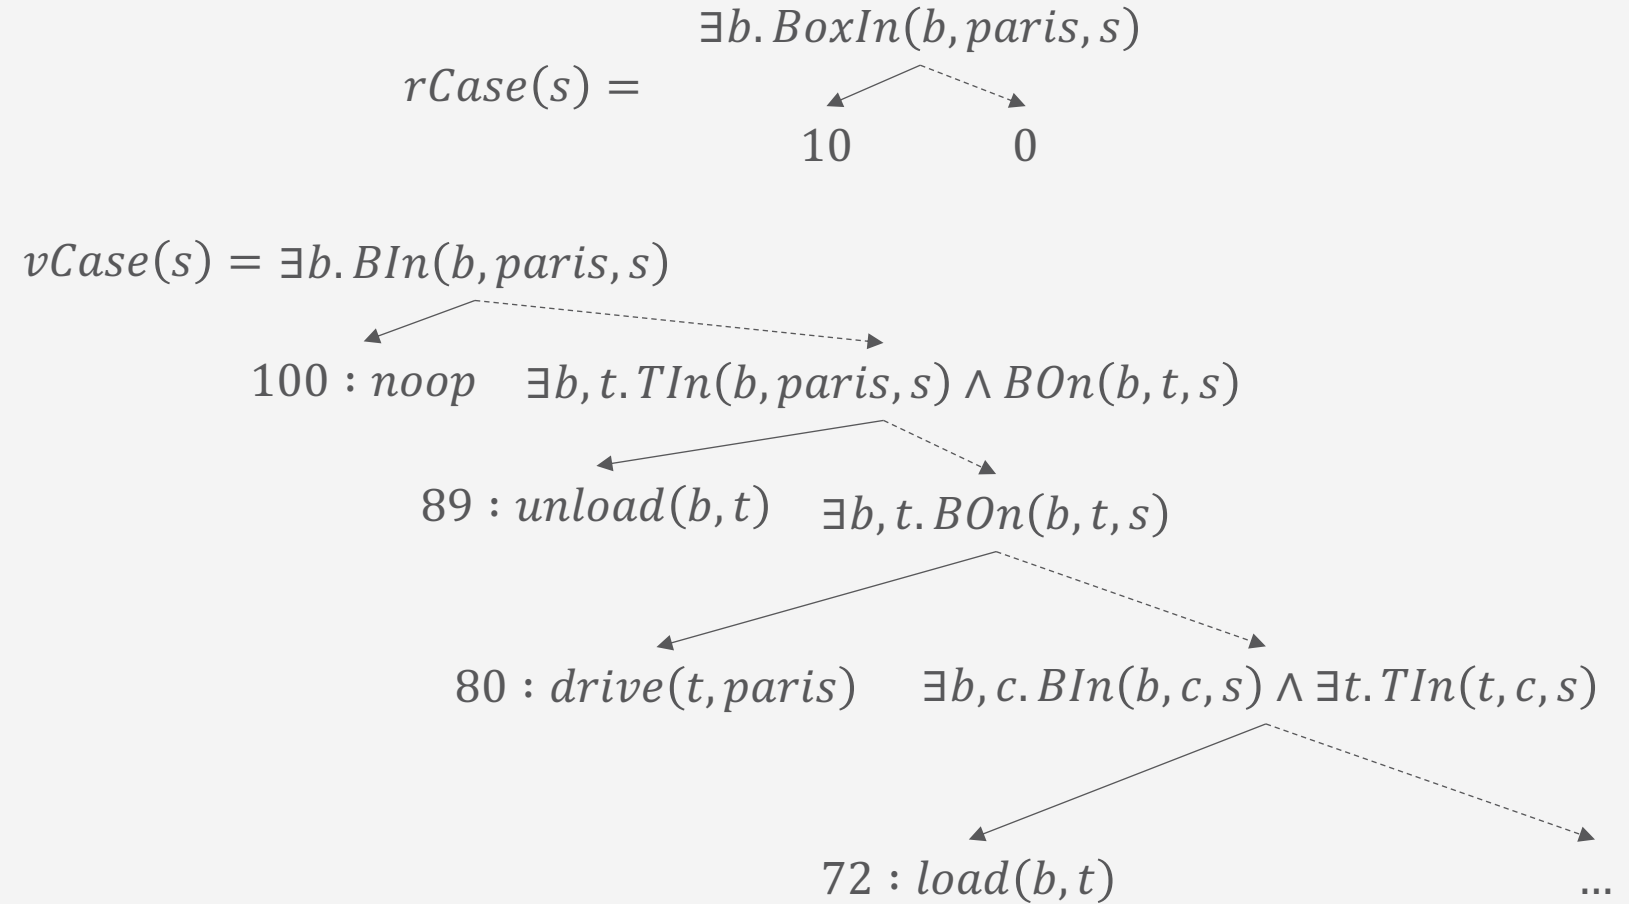 ∃b.BoxIn(b,paris,s)
rCase(s) =
10 0
vCase(s) = ∃b.BIn(b,paris,s)
100 : noop ∃b,t.TIn(b,paris,s) ∧ BOn(b,t,s)
89 : unload(b,t) ∃b,t.BOn(b,t,s)
80 : drive(t,paris) ∃b,c.BIn(b,c,s) ∧ ∃t.TIn(t,c,s)
72 : load(b,t) ...